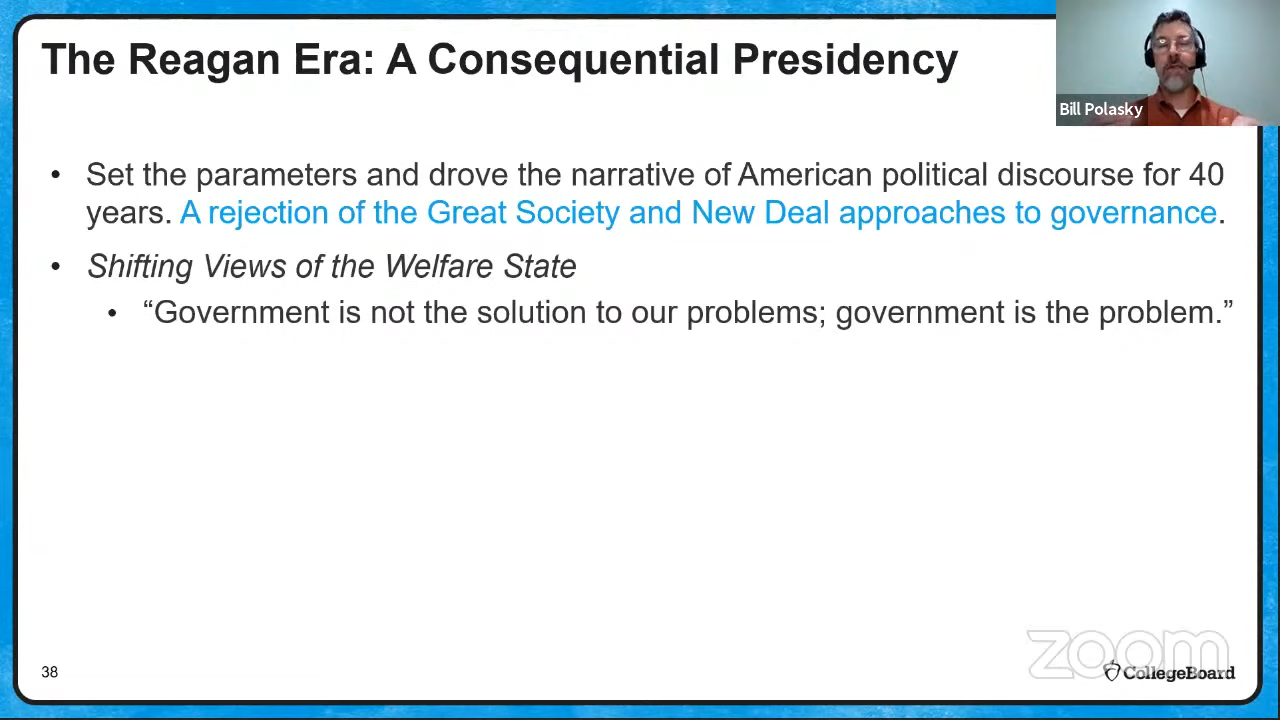 The Reagan Era: A Consequential Presidency
Bill Polasky
• Set the parameters and drove the narrative of American political discourse for 40
years. A rejection of the Great Society and New Deal approaches to governance.
• Shifting Views of the Welfare State
• “Government is not the solution to our problems; government is the problem.”
zoom
38
CollegeBoard